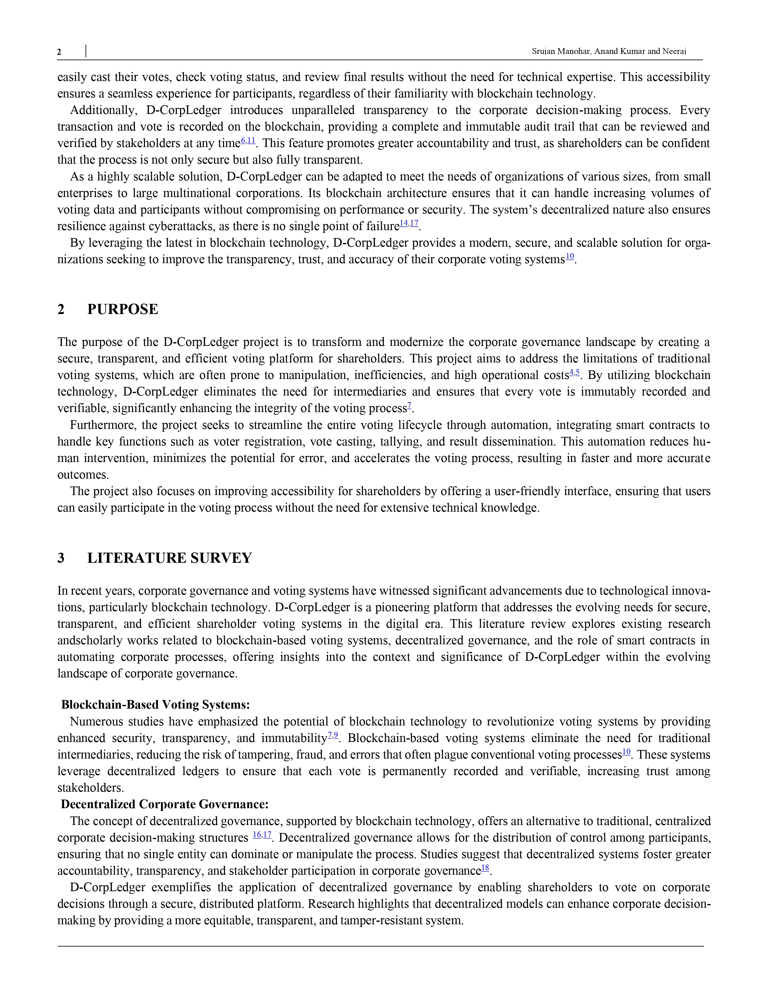 2 Srujan Manohar, Anand Kumar and Neeraj
easily cast their votes, check voting status, and review final results without the need for technical expertise. This accessibility
ensures a seamless experience for participants, regardless of their familiarity with blockchain technology.
Additionally, D-CorpLedger introduces unparalleled transparency to the corporate decision-making process. Every
transaction and vote is recorded on the blockchain, providing a complete and immutable audit trail that can be reviewed and
verified by stakeholders at any time6,11. This feature promotes greater accountability and trust, as shareholders can be confident
that the process is not only secure but also fully transparent.
As a highly scalable solution, D-CorpLedger can be adapted to meet the needs of organizations of various sizes, from small
enterprises to large multinational corporations. Its blockchain architecture ensures that it can handle increasing volumes of
voting data and participants without compromising on performance or security. The system’s decentralized nature also ensures
resilience against cyberattacks, as there is no single point of failure14,17.
By leveraging the latest in blockchain technology, D-CorpLedger provides a modern, secure, and scalable solution for orga-
nizations seeking to improve the transparency, trust, and accuracy of their corporate voting systems10.
2 PURPOSE
The purpose of the D-CorpLedger project is to transform and modernize the corporate governance landscape by creating a
secure, transparent, and efficient voting platform for shareholders. This project aims to address the limitations of traditional
voting systems, which are often prone to manipulation, inefficiencies, and high operational costs4,5. By utilizing blockchain
technology, D-CorpLedger eliminates the need for intermediaries and ensures that every vote is immutably recorded and
verifiable, significantly enhancing the integrity of the voting process7.
Furthermore, the project seeks to streamline the entire voting lifecycle through automation, integrating smart contracts to
handle key functions such as voter registration, vote casting, tallying, and result dissemination. This automation reduces hu-
man intervention, minimizes the potential for error, and accelerates the voting process, resulting in faster and more accurate
outcomes.
The project also focuses on improving accessibility for shareholders by offering a user-friendly interface, ensuring that users
can easily participate in the voting process without the need for extensive technical knowledge.
3 LITERATURE SURVEY
In recent years, corporate governance and voting systems have witnessed significant advancements due to technological innova-
tions, particularly blockchain technology. D-CorpLedger is a pioneering platform that addresses the evolving needs for secure,
transparent, and efficient shareholder voting systems in the digital era. This literature review explores existing research
andscholarly works related to blockchain-based voting systems, decentralized governance, and the role of smart contracts in
automating corporate processes, offering insights into the context and significance of D-CorpLedger within the evolving
landscape of corporate governance.
Blockchain-Based Voting Systems:
Numerous studies have emphasized the potential of blockchain technology to revolutionize voting systems by providing
enhanced security, transparency, and immutability7,9. Blockchain-based voting systems eliminate the need for traditional
intermediaries, reducing the risk of tampering, fraud, and errors that often plague conventional voting processes10. These systems
leverage decentralized ledgers to ensure that each vote is permanently recorded and verifiable, increasing trust among
stakeholders.
Decentralized Corporate Governance:
The concept of decentralized governance, supported by blockchain technology, offers an alternative to traditional, centralized
corporate decision-making structures 16,17. Decentralized governance allows for the distribution of control among participants,
ensuring that no single entity can dominate or manipulate the process. Studies suggest that decentralized systems foster greater
accountability, transparency, and stakeholder participation in corporate governance18.
D-CorpLedger exemplifies the application of decentralized governance by enabling shareholders to vote on corporate
decisions through a secure, distributed platform. Research highlights that decentralized models can enhance corporate decision-
making by providing a more equitable, transparent, and tamper-resistant system.